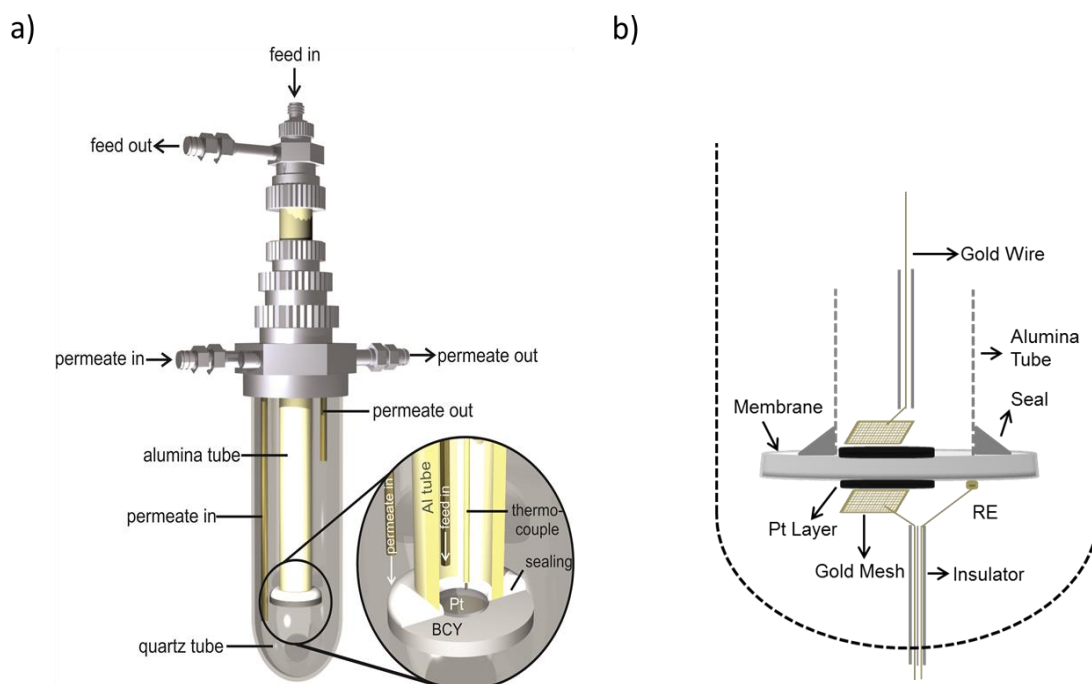 a)
feed in
feed out
permeate in
permeate out
permeate out
alumina tube
permeate in
quartz tube
permeate in
Al tube
feed in
thermo-
couple
sealing
Pt
BCY
b)
Gold Wire
Alumina
Tube
Seal
Membrane
RE
Pt Layer
Gold Mesh
Insulator